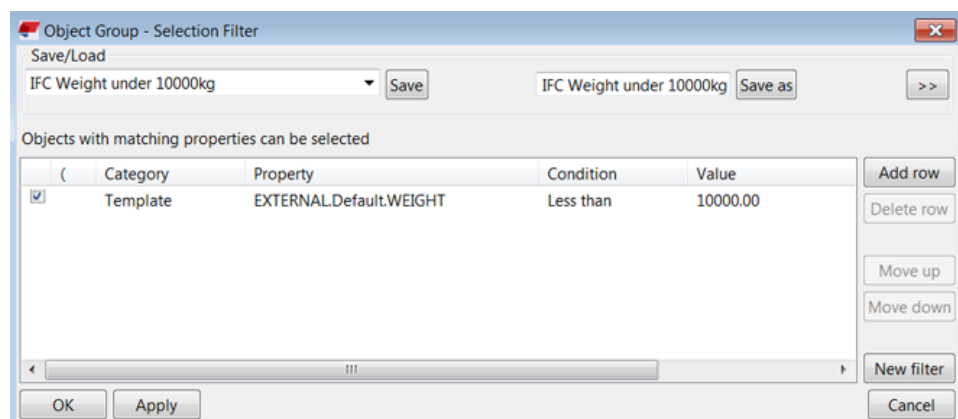 Object Group - Selection Filter
Save/Load
IFC Weight under 10000kg Save IFC Weight under 10000kg Save as >>
Objects with matching properties can be selected
( Category Property Condition Value Add row
Template EXTERNAL.Default.WEIGHT Less than 10000.00
Delete row
Move up
Move down
New filter
OK Apply Cancel